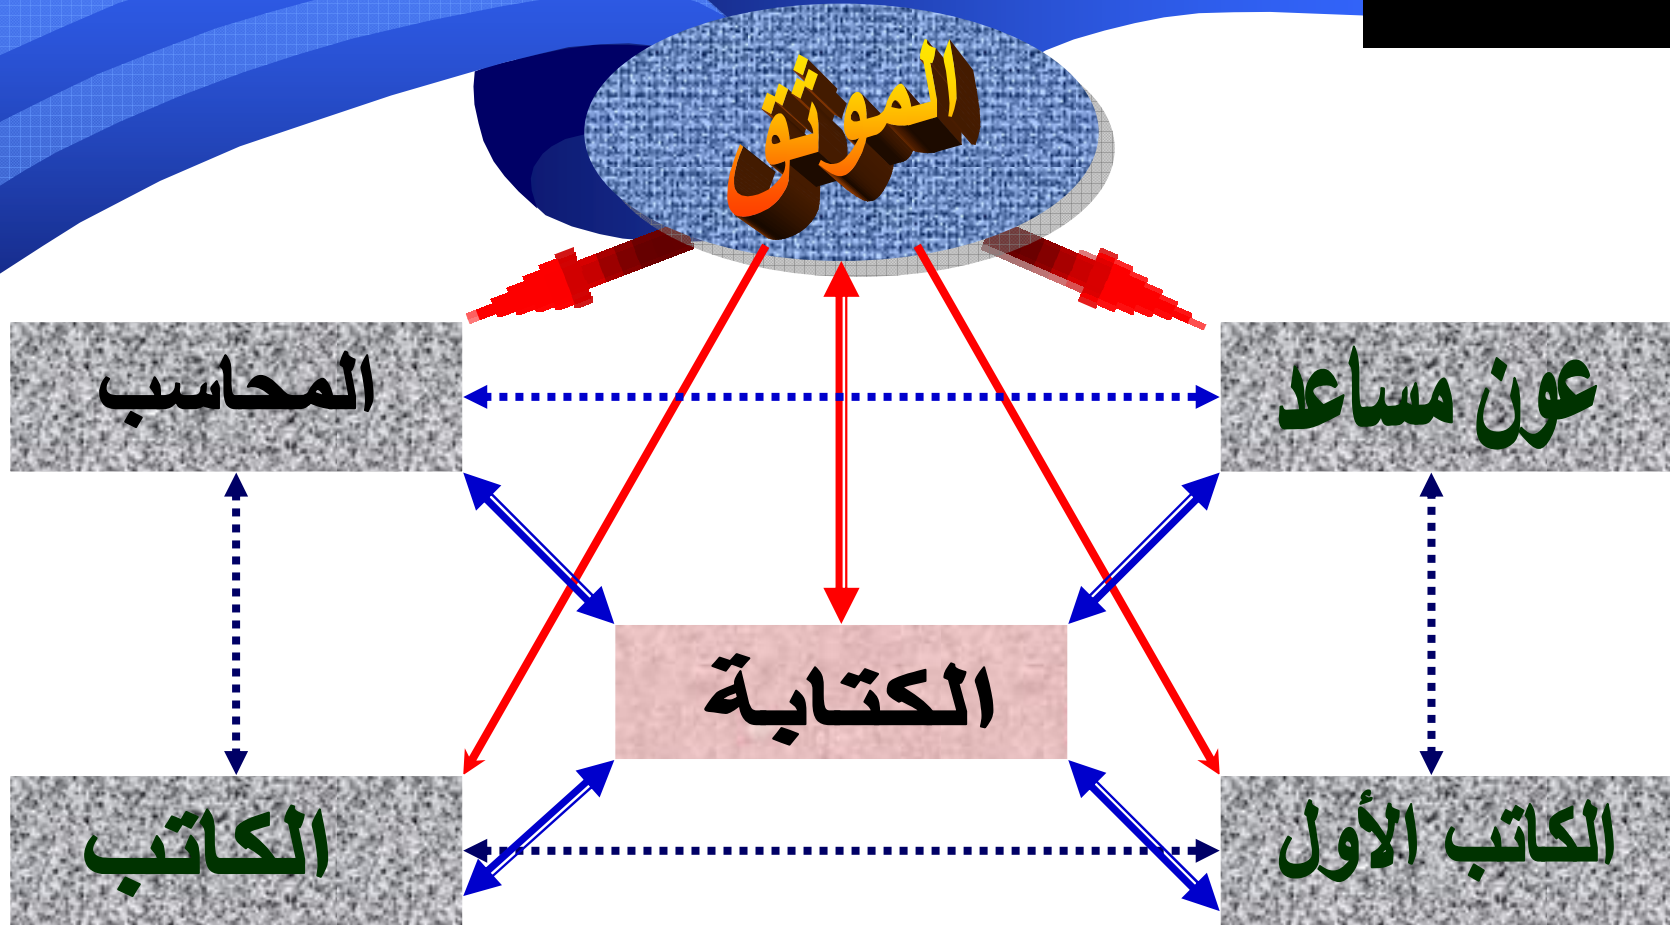 الموثق
عون مساعد
المحاسب
الكتابة
الكاتب الأول
الكاتب